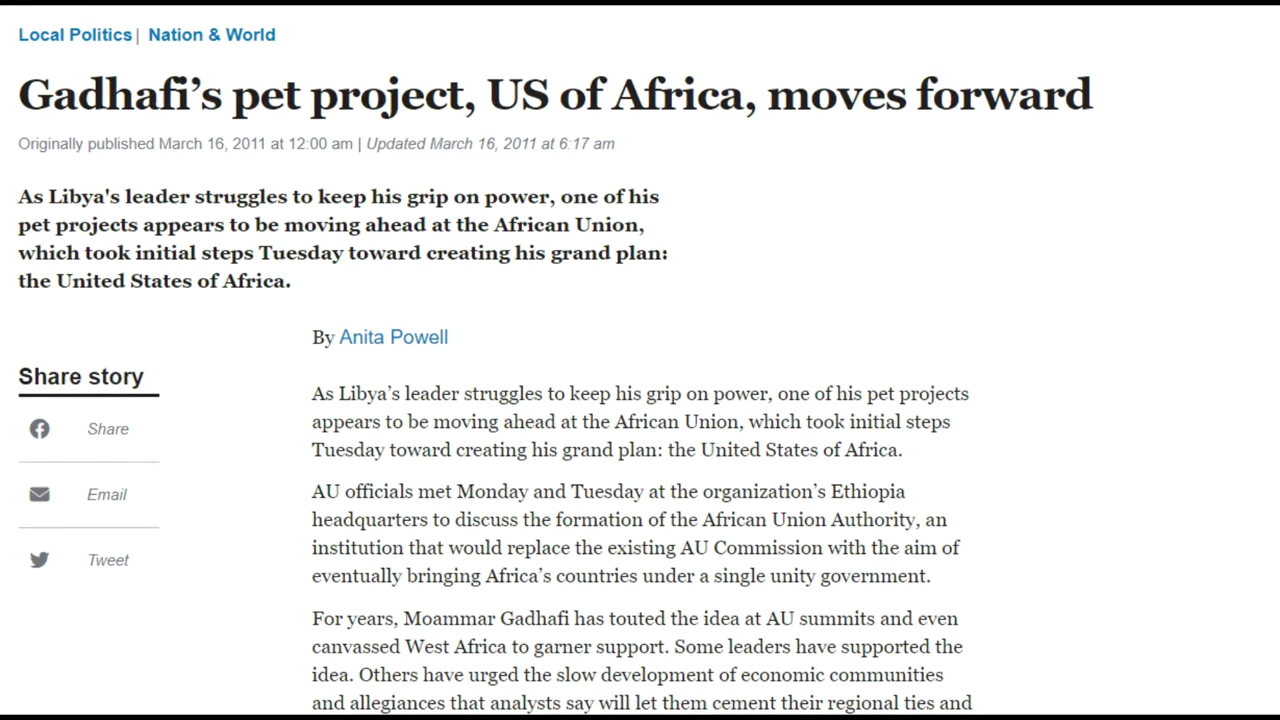 Local Politics | Nation & World
Gadhafi’s pet project, US of Africa, moves forward
Originally published March 16, 2011 at 12:00 am | Updated March 16, 2011 at 6:17 am
As Libya's leader struggles to keep his grip on power, one of his
pet projects appears to be moving ahead at the African Union,
which took initial steps Tuesday toward creating his grand plan:
the United States of Africa.
By Anita Powell
Share story
Share
Email
Tweet
As Libya’s leader struggles to keep his grip on power, one of his pet projects
appears to be moving ahead at the African Union, which took initial steps
Tuesday toward creating his grand plan: the United States of Africa.
AU officials met Monday and Tuesday at the organization’s Ethiopia
headquarters to discuss the formation of the African Union Authority, an
institution that would replace the existing AU Commission with the aim of
eventually bringing Africa’s countries under a single unity government.
For years, Moammar Gadhafi has touted the idea at AU summits and even
canvassed West Africa to garner support. Some leaders have supported the
idea. Others have urged the slow development of economic communities
and allegiances that analysts say will let them cement their regional ties and